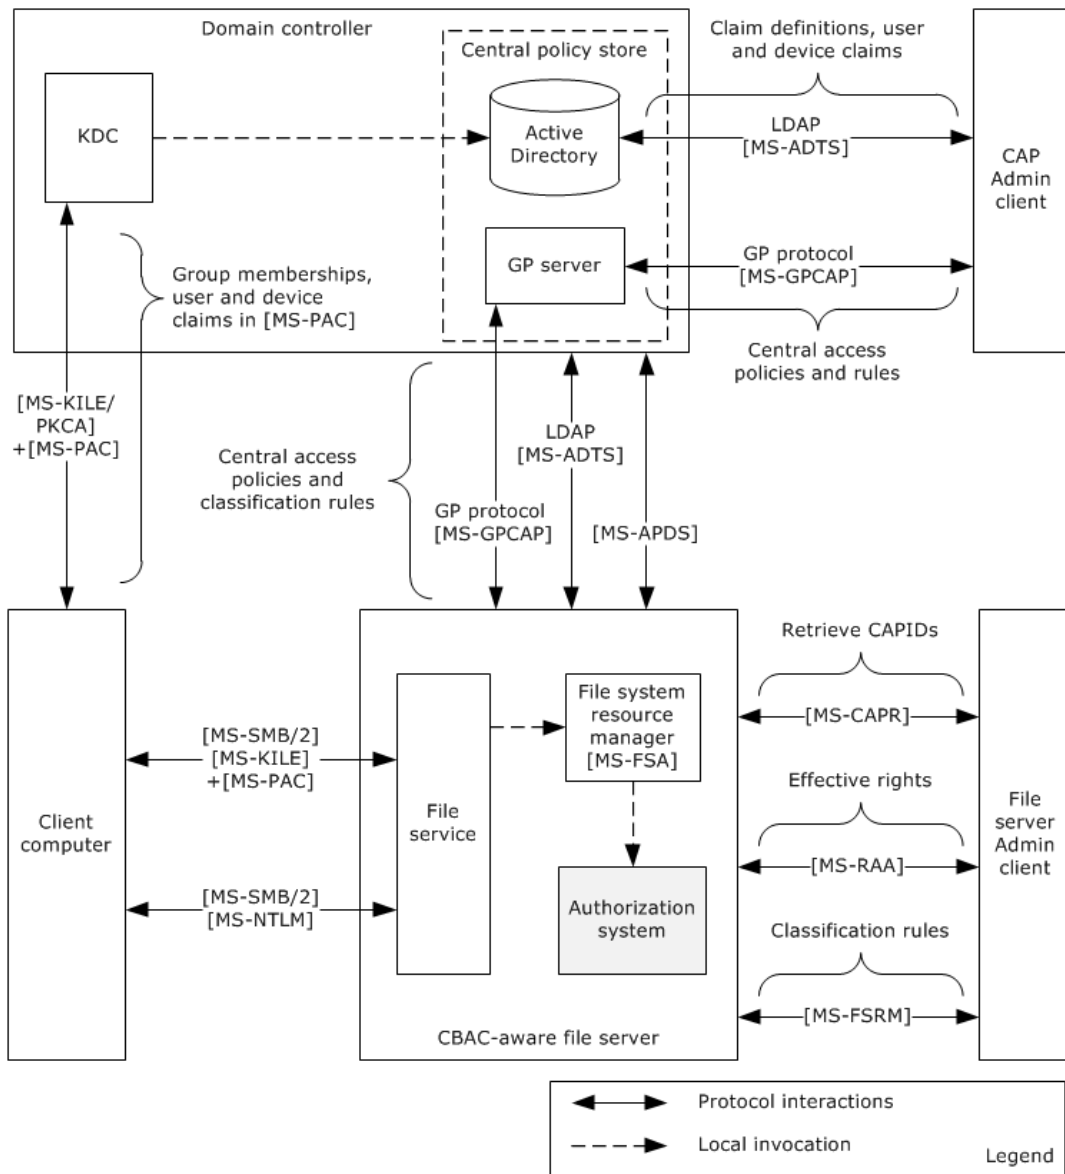 Domain controller
Central policy store
KDC
Active
Directory
GP server
Claim definitions, user
and device claims
LDAP
[MS-ADTS]
CAP
Admin
client
GP protocol
[MS-GPCAP]
Central access
policies and rules
Group memberships,
user and device
claims in [MS-PAC]
[MS-KILE/
PKCA]
+[MS-PAC]
Central access
policies and
classification rules
GP protocol
[MS-GPCAP]
LDAP
[MS-ADTS]
[MS-APDS]
Client
computer
[MS-SMB/2]
[MS-KILE]
+[MS-PAC]
[MS-SMB/2]
[MS-NTLM]
File
service
File system
resource
manager
[MS-FSA]
Authorization
system
CBAC-aware file server
Retrieve CAPIDs
[MS-CAPR]
Effective rights
[MS-RAA]
Classification rules
[MS-FSRM]
File
server
Admin
client
Protocol interactions
Local invocation
Legend